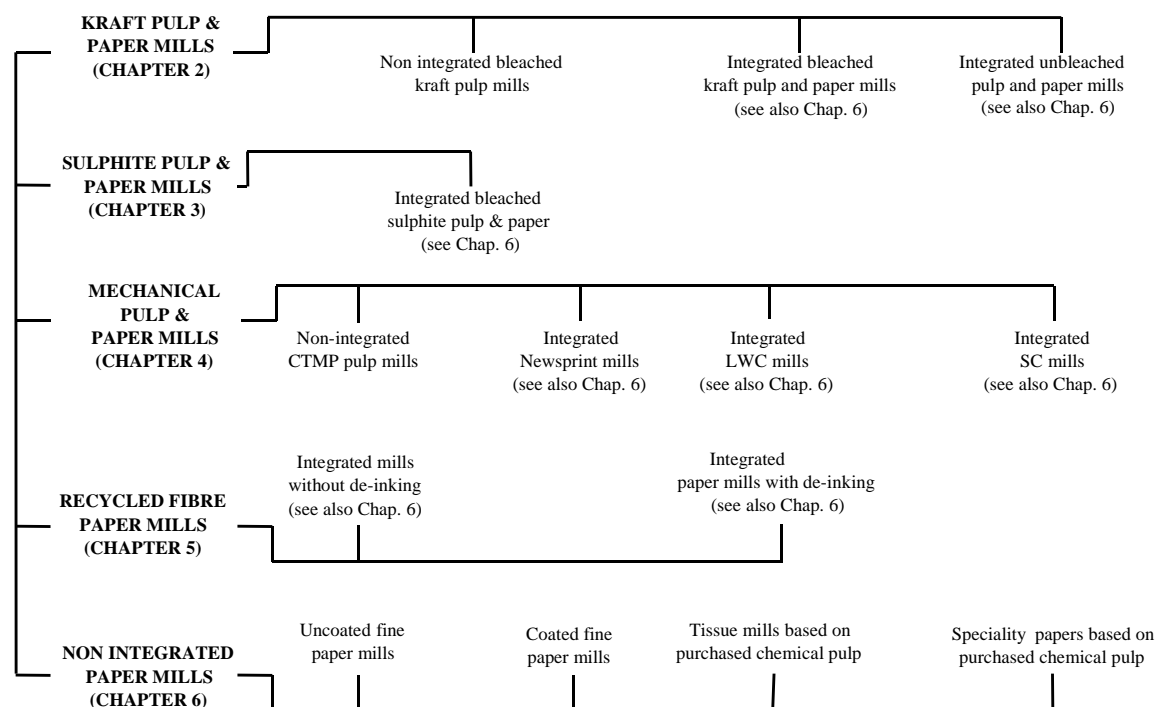 KRAFT PULP &
PAPER MILLS
(CHAPTER 2)
Non integrated bleached
kraft pulp mills
Integrated bleached
kraft pulp and paper mills
(see also Chap. 6)
Integrated unbleached
pulp and paper mills
(see also Chap. 6)
SULPHITE PULP &
PAPER MILLS
(CHAPTER 3)
Integrated bleached
sulphite pulp & paper
(see Chap. 6)
MECHANICAL
PULP &
PAPER MILLS
(CHAPTER 4)
Non-integrated
CTMP pulp mills
Integrated
Newsprint mills
(see also Chap. 6)
Integrated
LWC mills
(see also Chap. 6)
Integrated
SC mills
(see also Chap. 6)
RECYCLED FIBRE
PAPER MILLS
(CHAPTER 5)
Integrated mills
without de-inking
(see also Chap. 6)
Integrated
paper mills with de-inking
(see also Chap. 6)
NON INTEGRATED
PAPER MILLS
(CHAPTER 6)
Uncoated fine
paper mills
Coated fine
paper mills
Tissue mills based on
purchased chemical pulp
Speciality papers based on
purchased chemical pulp